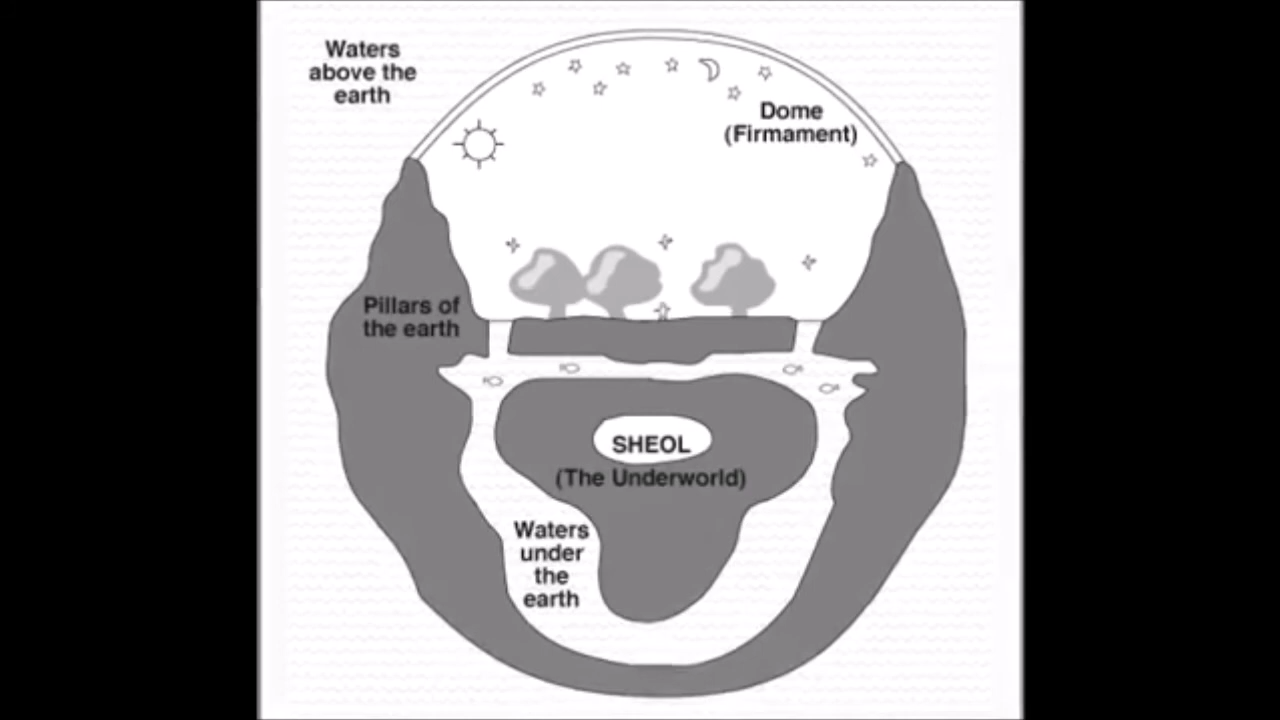 Waters
above the
earth
Dome
(Firmament)
Pillars of
the earth
SHEOL
(The Underworld)
Waters
under
the
earth